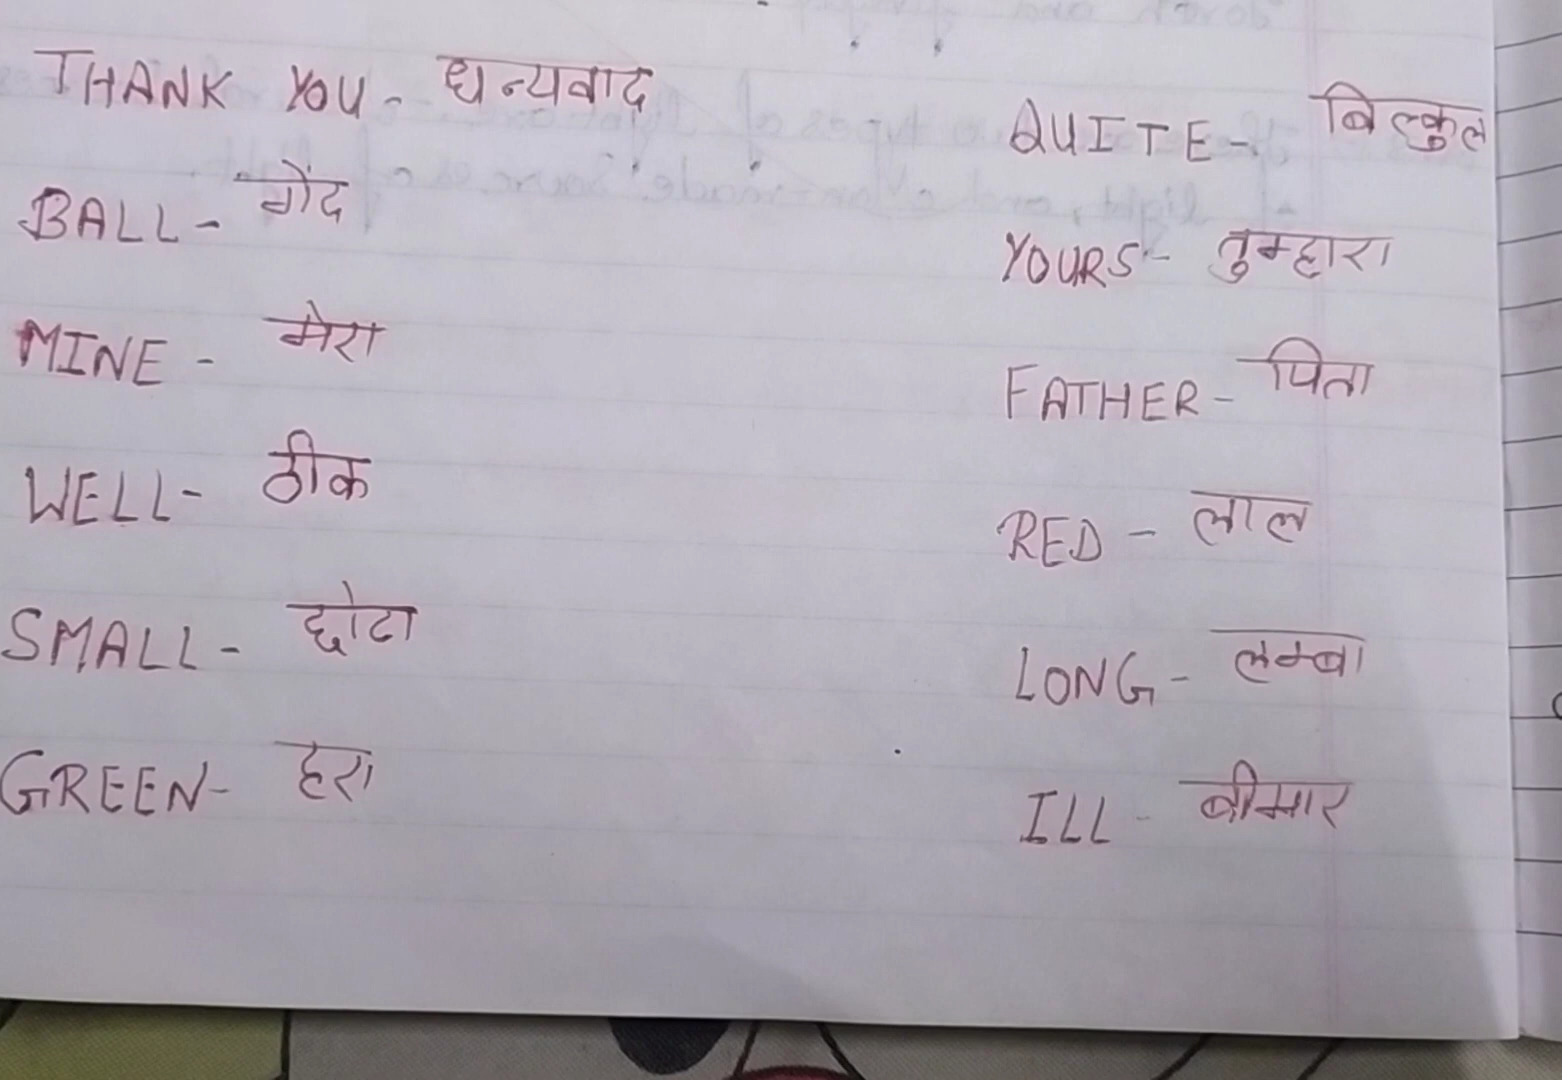 THANK YOU - धन्यवाद
BALL - गेंद
MINE - मेरा
WELL - ठीक
SMALL - छोटा
GREEN - हरा
QUITE - बिल्कुल
YOURS - तुम्हारा
FATHER - पिता
RED - लाल
LONG - लम्बा
ILL - बीमार